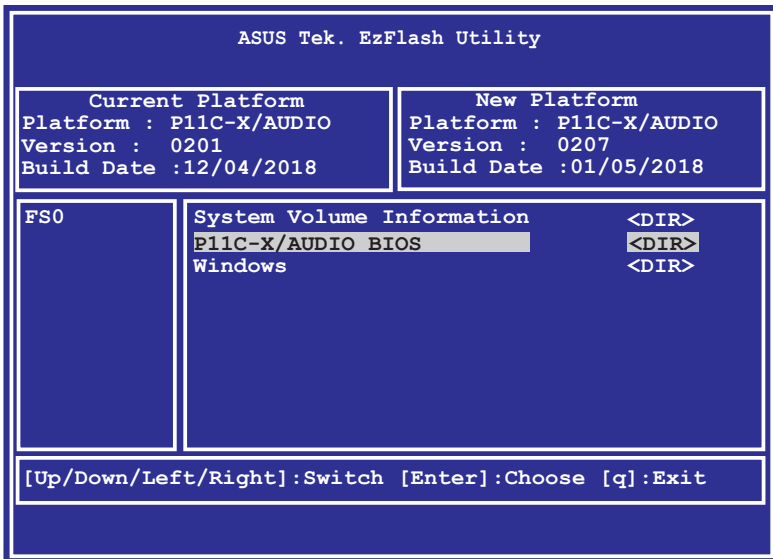 ASUS Tek. EzFlash Utility
Current Platform
Platform : P11C-X/AUDIO
Version : 0201
Build Date :12/04/2018
New Platform
Platform : P11C-X/AUDIO
Version : 0207
Build Date :01/05/2018
FS0
System Volume Information <DIR>
P11C-X/AUDIO BIOS <DIR>
Windows <DIR>
[Up/Down/Left/Right]:Switch [Enter]:Choose [q]:Exit